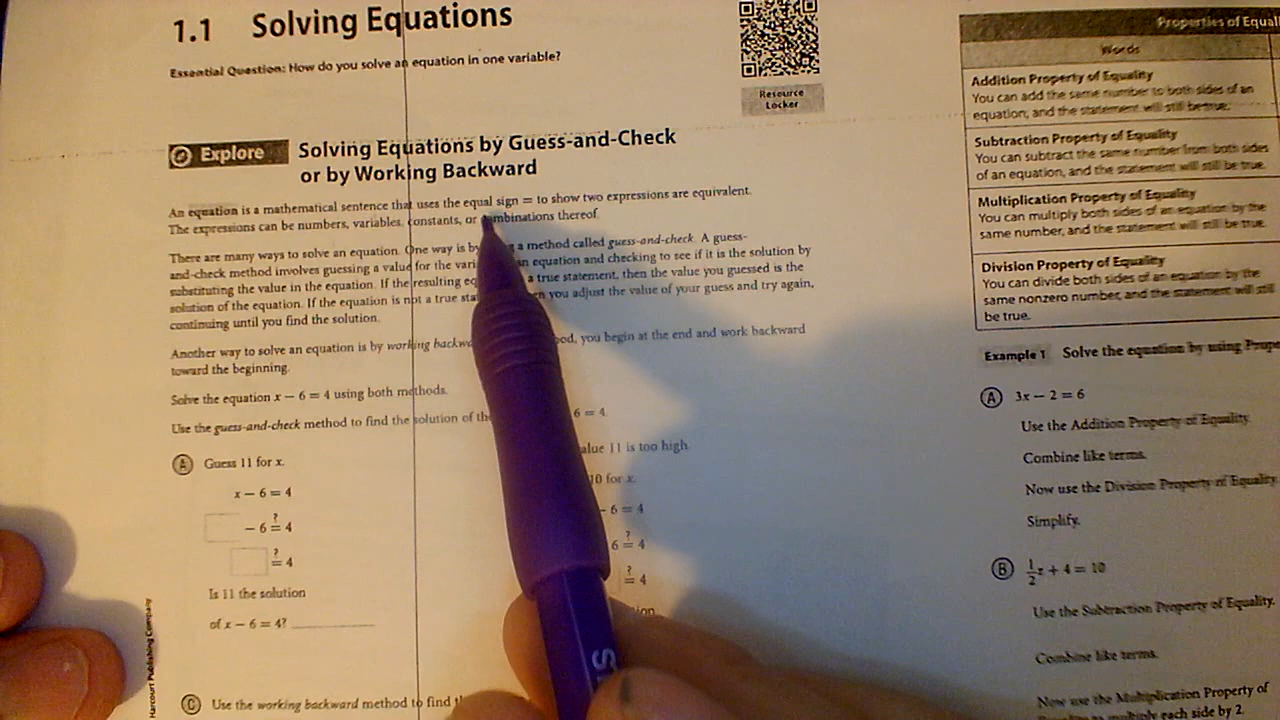 1.1 Solving Equations
Essential Question: How do you solve an equation in one variable?
Resource
Locker
Explore
Solving Equations by Guess-and-Check
or by Working Backward
An equation is a mathematical sentence that uses the equal sign = to show two expressions are equivalent.
The expressions can be numbers, variables, constants, or combinations thereof.
There are many ways to solve an equation. One way is by a method called guess-and-check. A guess-
and-check method involves guessing a value for the equation and checking to see if it is the solution by
substituting the value in the equation. If the resulting a true statement, then the value you guessed is the
solution of the equation. If the equation is not a true you adjust the value of your guess and try again,
continuing until you find the solution.
Another way to solve an equation is by working you begin at the end and work backward
toward the beginning.
Solve the equation x − 6 = 4 using both methods.
Use the guess-and-check method to find the solution of 6 = 4.
A Guess 11 for x.
x − 6 = 4
− 6 ≟ 4
≟ 4
Is 11 the solution
of x − 6 = 4?
11 is too high.
10 for x.
− 6 = 4
6 ≟ 4
≟ 4
C Use the working backward method to find
Harcourt Publishing Company
Properties of
Words
Addition Property of Equality
You can add the same number to both sides of an
equation, and the statement will still be true.
Subtraction Property of Equality
You can subtract the same number from both sides
of an equation, and the statement will still be true.
Multiplication Property of Equality
You can multiply both sides of an equation by the
same number, and the statement will still be true.
Division Property of Equality
You can divide both sides of an equation by the
same nonzero number, and the statement will still
be true.
Example 1 Solve the equation by using
A 3x − 2 = 6
Use the Addition Property of Equality.
Combine like terms.
Now use the Division Property of Equality
Simplify.
B 1/2z + 4 = 10
Use the Subtraction Property of Equality.
Combine like terms.
Now use the Multiplication Property of
multiply each side by 2.